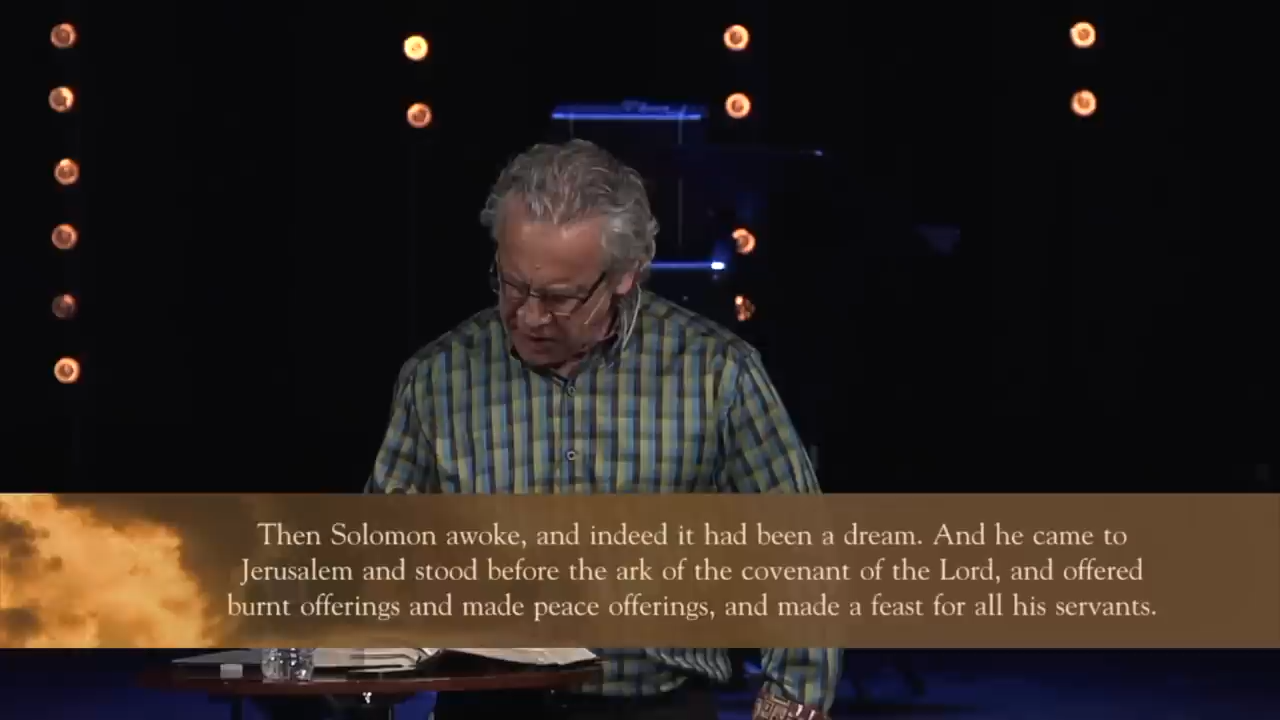 Then Solomon awoke, and indeed it had been a dream. And he came to
Jerusalem and stood before the ark of the covenant of the Lord, and offered
burnt offerings and made peace offerings, and made a feast for all his servants.